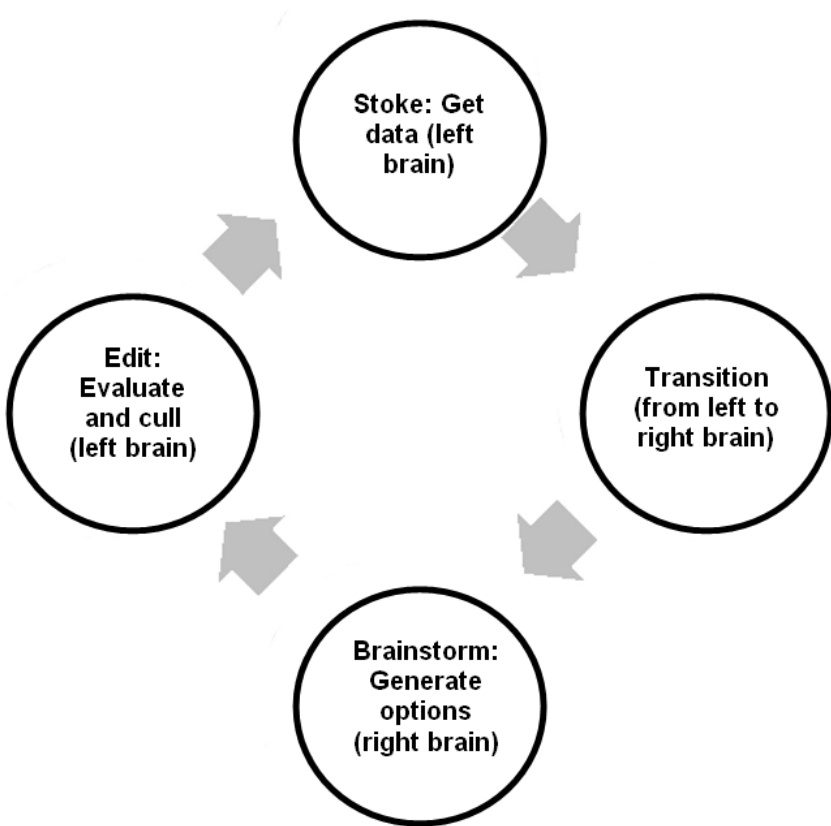 Stoke: Get
data (left
brain)
Transition
(from left to
right brain)
Brainstorm:
Generate
options
(right brain)
Edit:
Evaluate
and cull
(left brain)